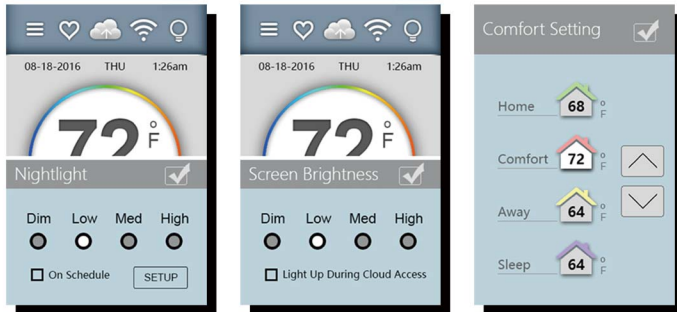 08-18-2016 THU 1:26am
72 °F
Nightlight
Dim Low Med High
On Schedule SETUP
08-18-2016 THU 1:26am
72 °F
Screen Brightness
Dim Low Med High
Light Up During Cloud Access
Comfort Setting
Home 68 °F
Comfort 72 °F
Away 64 °F
Sleep 64 °F